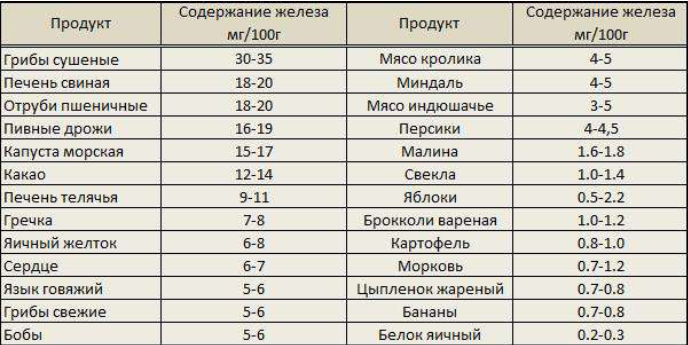 Продукт Содержание железа мг/100г Продукт Содержание железа мг/100г
Грибы сушеные 30-35 Мясо кролика 4-5
Печень свиная 18-20 Миндаль 4-5
Отруби пшеничные 18-20 Мясо индюшачье 3-5
Пивные дрожи 16-19 Персики 4-4,5
Капуста морская 15-17 Малина 1.6-1.8
Какао 12-14 Свекла 1.0-1.4
Печень телячья 9-11 Яблоки 0.5-2.2
Гречка 7-8 Брокколи вареная 1.0-1.2
Яичный желток 6-8 Картофель 0.8-1.0
Сердце 6-7 Морковь 0.7-1.2
Язык говяжий 5-6 Цыпленок жареный 0.7-0.8
Грибы свежие 5-6 Бананы 0.7-0.8
Бобы 5-6 Белок яичный 0.2-0.3